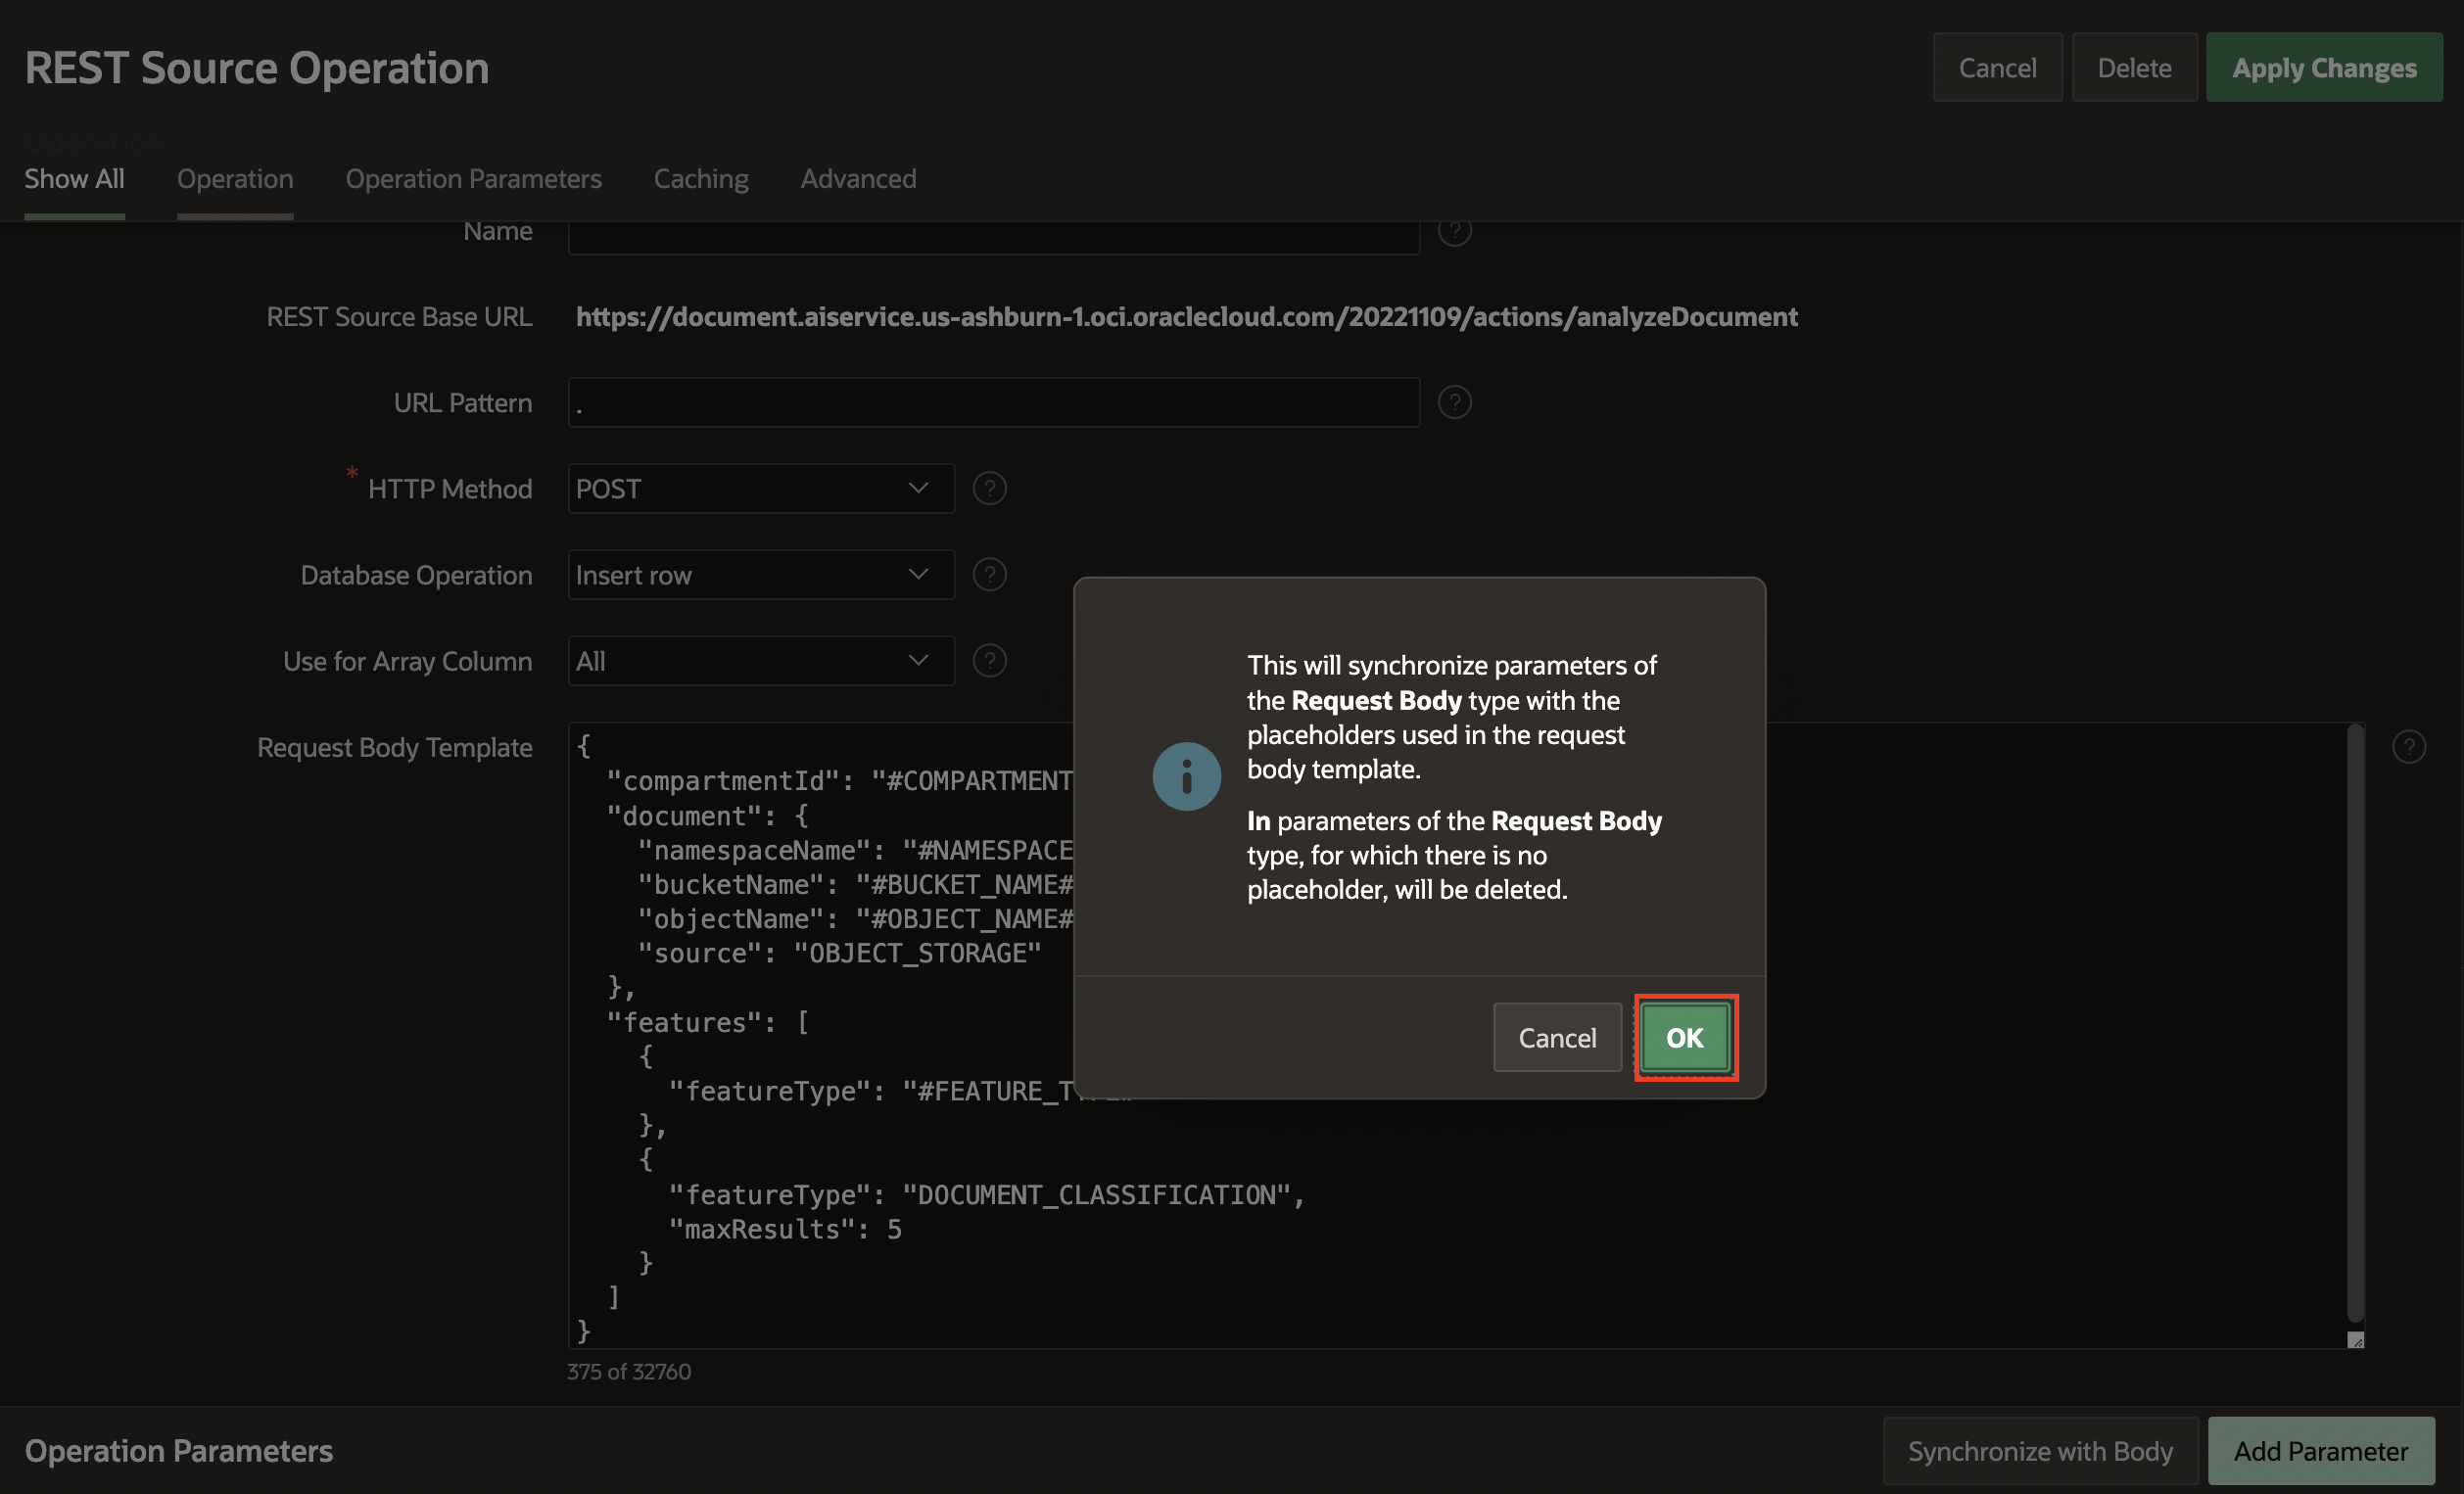 REST Source Operation
Cancel
Delete
Apply Changes
Operation
Show All
Operation
Operation Parameters
Caching
Advanced
Name
REST Source Base URL
https://document.aiservice.us-ashburn-1.oci.oraclecloud.com/20221109/actions/analyzeDocument
URL Pattern
.
* HTTP Method
POST
Database Operation
Insert row
Use for Array Column
All
Request Body Template
{
"compartmentId": "#COMPARTMENT
"document": {
"namespaceName": "#NAMESPACE
"bucketName": "#BUCKET_NAME#
"objectName": "#OBJECT_NAME#
"source": "OBJECT_STORAGE"
},
"features": [
{
"featureType": "#FEATURE_TYPE#
},
{
"featureType": "DOCUMENT_CLASSIFICATION",
"maxResults": 5
}
]
}
375 of 32760
This will synchronize parameters of
the Request Body type with the
placeholders used in the request
body template.
In parameters of the Request Body
type, for which there is no
placeholder, will be deleted.
Cancel
OK
Operation Parameters
Synchronize with Body
Add Parameter